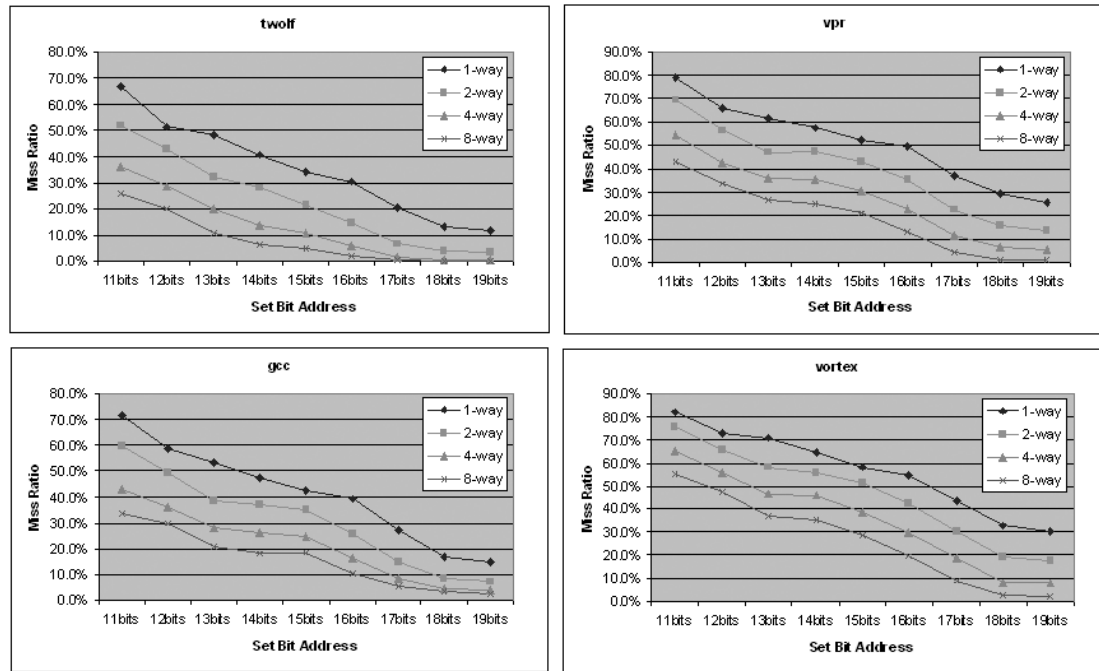 twolf
80.0%
70.0%
60.0%
50.0%
40.0%
30.0%
20.0%
10.0%
0.0%
Miss Ratio
1-way
2-way
4-way
8-way
11bits 12bits 13bits 14bits 15bits 16bits 17bits 18bits 19bits
Set Bit Address
vpr
90.0%
80.0%
70.0%
60.0%
50.0%
40.0%
30.0%
20.0%
10.0%
0.0%
Miss Ratio
1-way
2-way
4-way
8-way
11bits 12bits 13bits 14bits 15bits 16bits 17bits 18bits 19bits
Set Bit Address
gcc
80.0%
70.0%
60.0%
50.0%
40.0%
30.0%
20.0%
10.0%
0.0%
Miss Ratio
1-way
2-way
4-way
8-way
11bits 12bits 13bits 14bits 15bits 16bits 17bits 18bits 19bits
Set Bit Address
vortex
90.0%
80.0%
70.0%
60.0%
50.0%
40.0%
30.0%
20.0%
10.0%
0.0%
Miss Ratio
1-way
2-way
4-way
8-way
11bits 12bits 13bits 14bits 15bits 16bits 17bits 18bits 19bits
Set Bit Address